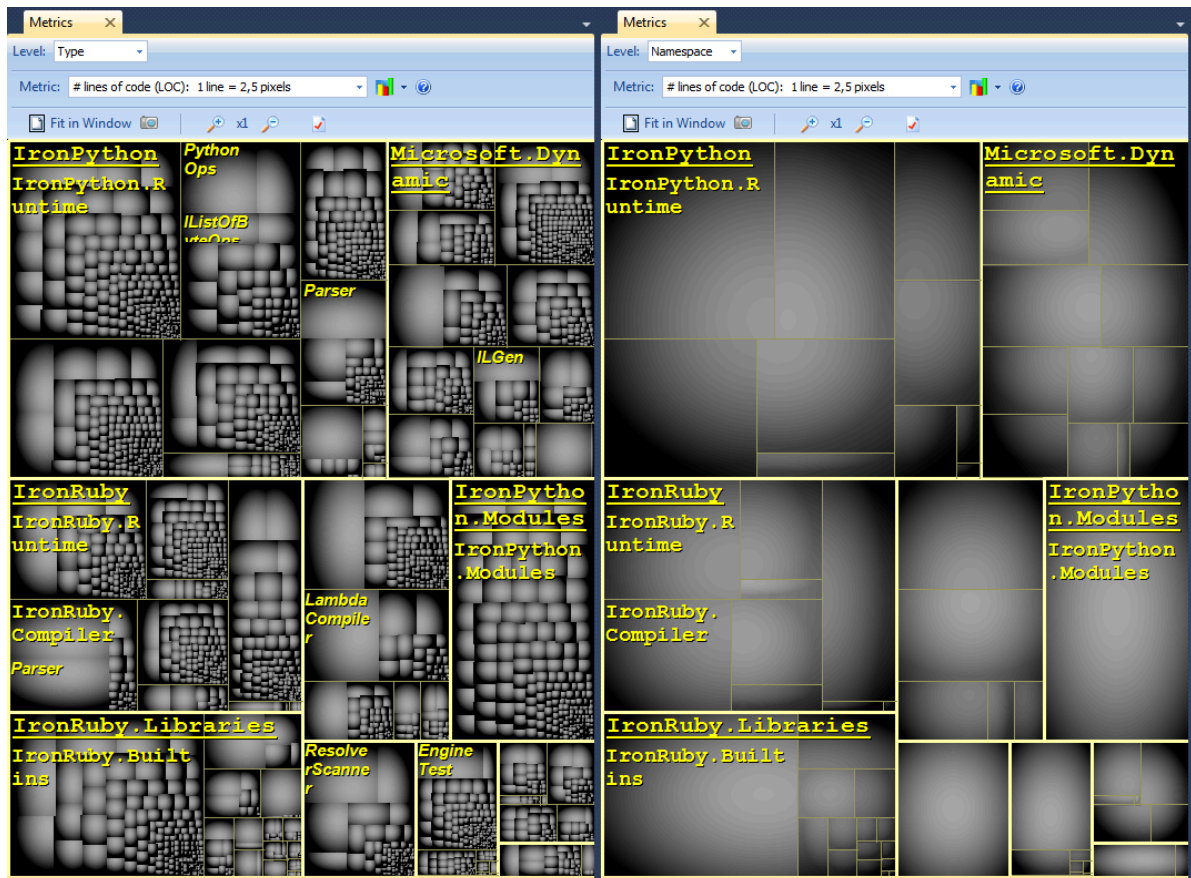 Metrics
Level: Type
Metric: # lines of code (LOC): 1 line = 2,5 pixels
Fit in Window x1
IronPython
IronPython.R
untime
Python
Ops
IListOfB
yteOps
Parser
Microsoft.Dyn
amic
ILGen
IronRuby
IronRuby.R
untime
IronRuby.
Compiler
Parser
Lambda
Compile
r
IronPytho
n.Modules
IronPython
.Modules
IronRuby.Libraries
IronRuby.Built
ins
Resolve
rScanne
r
Engine
Test
Metrics
Level: Namespace
Metric: # lines of code (LOC): 1 line = 2,5 pixels
Fit in Window x1
IronPython
IronPython.R
untime
Microsoft.Dyn
amic
IronRuby
IronRuby.R
untime
IronRuby.
Compiler
IronPytho
n.Modules
IronPython
.Modules
IronRuby.Libraries
IronRuby.Built
ins